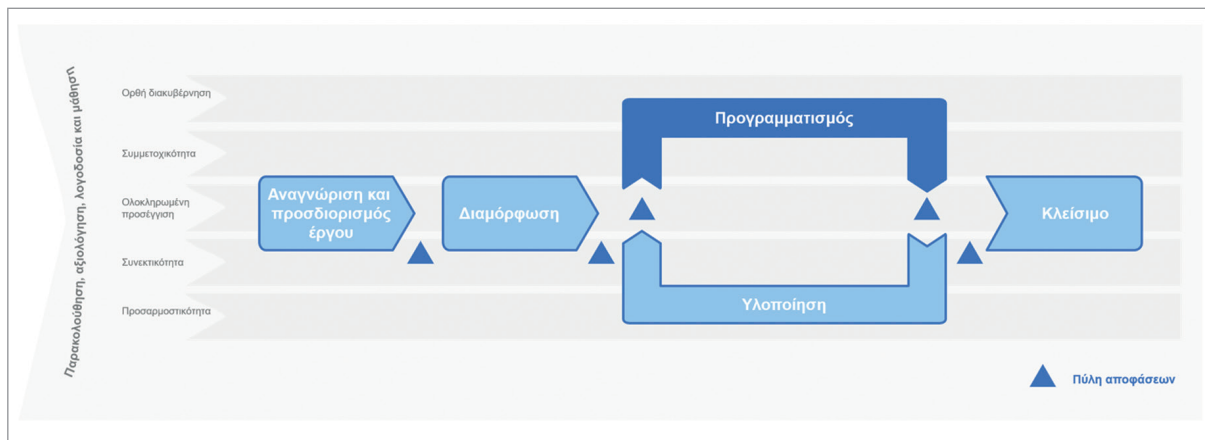 Παρακολούθηση, αξιολόγηση, λογοδοσία και μάθηση
Ορθή διακυβέρνηση
Συμμετοχικότητα
Ολοκληρωμένη
προσέγγιση
Συνεκτικότητα
Προσαρμοστικότητα
Αναγνώριση και
προσδιορισμός
έργου
Διαμόρφωση
Προγραμματισμός
Υλοποίηση
Κλείσιμο
Πύλη αποφάσεων